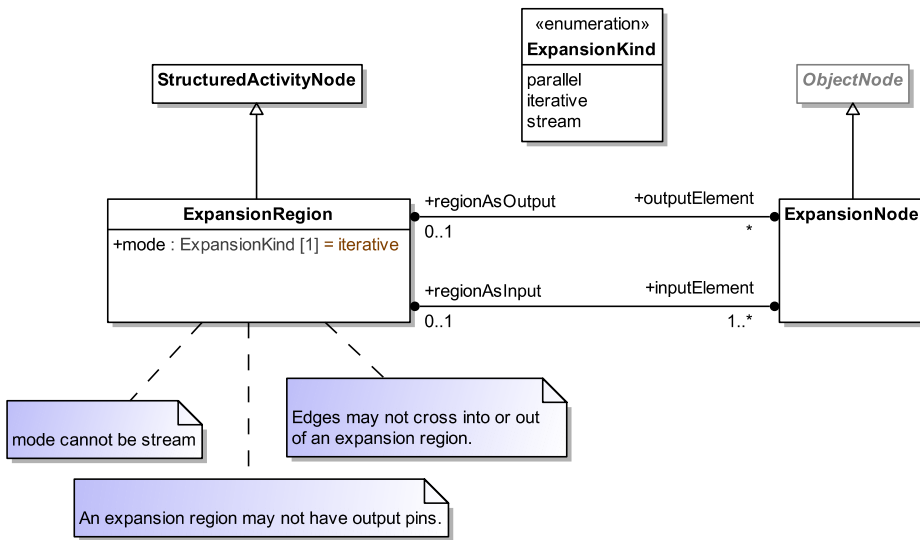 «enumeration»
ExpansionKind
parallel
iterative
stream
StructuredActivityNode
ObjectNode
ExpansionRegion
+mode : ExpansionKind [1] = iterative
+regionAsOutput
0..1
+outputElement
*
+regionAsInput
0..1
+inputElement
1..*
ExpansionNode
mode cannot be stream
Edges may not cross into or out
of an expansion region.
An expansion region may not have output pins.